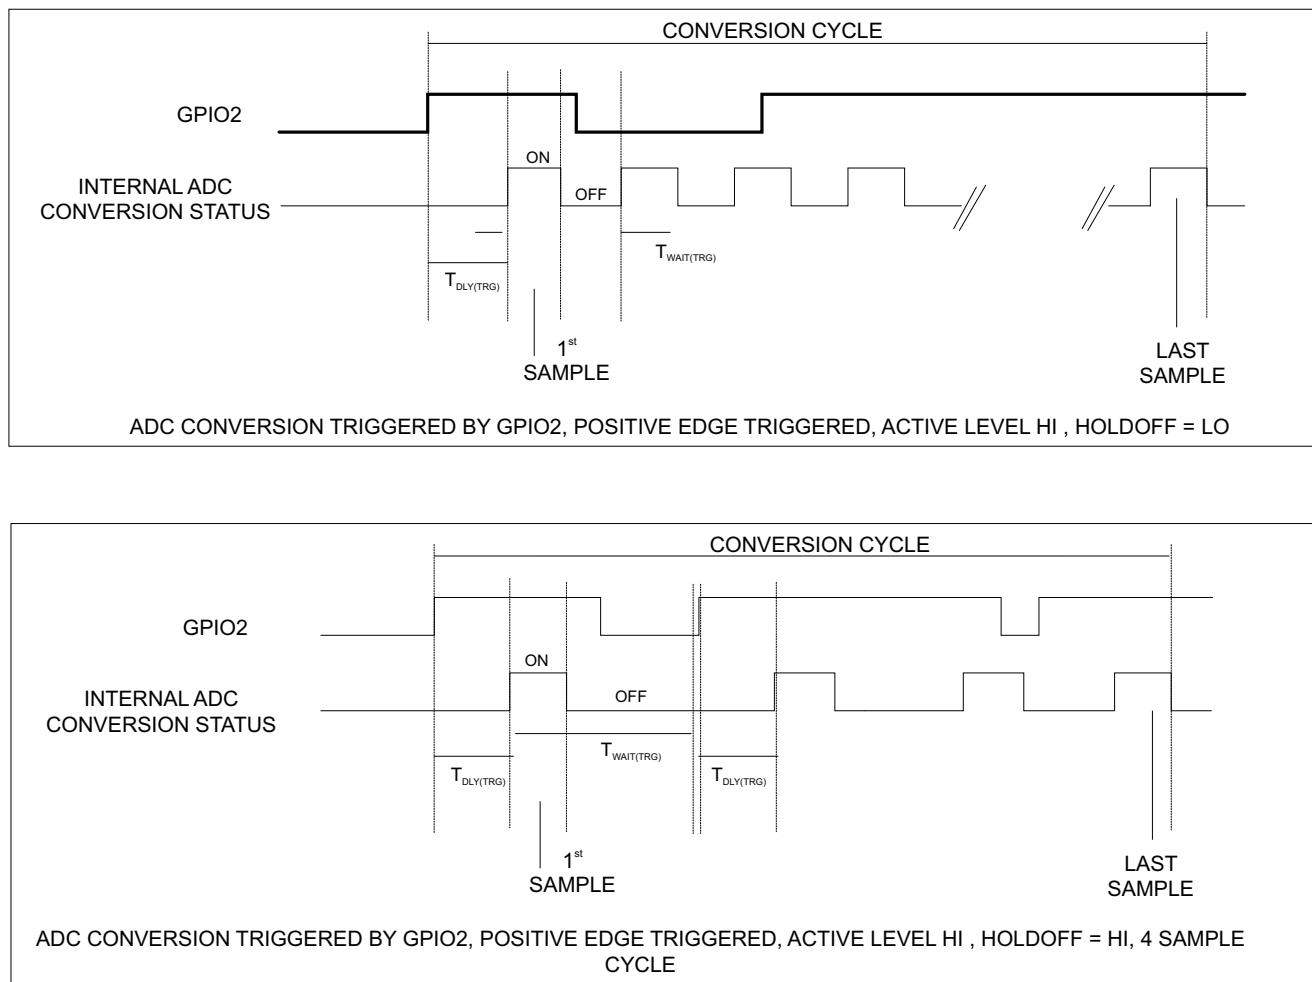 CONVERSION CYCLE
GPIO2
ON
INTERNAL ADC
CONVERSION STATUS
OFF
TWAIT(TRG)
TDLY(TRG)
1st
SAMPLE
LAST
SAMPLE
ADC CONVERSION TRIGGERED BY GPIO2, POSITIVE EDGE TRIGGERED, ACTIVE LEVEL HI , HOLDOFF = LO
CONVERSION CYCLE
GPIO2
ON
INTERNAL ADC
CONVERSION STATUS
OFF
TWAIT(TRG)
TDLY(TRG)
TDLY(TRG)
1st
SAMPLE
LAST
SAMPLE
ADC CONVERSION TRIGGERED BY GPIO2, POSITIVE EDGE TRIGGERED, ACTIVE LEVEL HI , HOLDOFF = HI, 4 SAMPLE
CYCLE